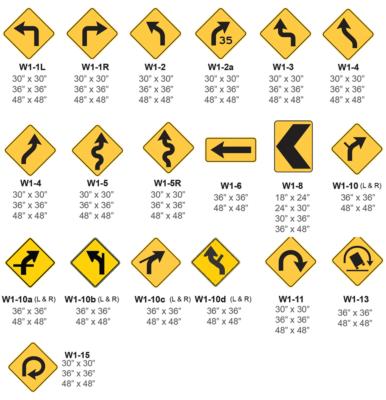 35
W1-1L
30" x 30"
36" x 36"
48" x 48"
W1-1R
30" x 30"
36" x 36"
48" x 48"
W1-2
30" x 30"
36" x 36"
48" x 48"
W1-2a
30" x 30"
36" x 36"
48" x 48"
W1-3
30" x 30"
36" x 36"
48" x 48"
W1-4
30" x 30"
36" x 36"
48" x 48"
W1-4
30" x 30"
36" x 36"
48" x 48"
W1-5
30" x 30"
36" x 36"
48" x 48"
W1-5R
30" x 30"
36" x 36"
48" x 48"
W1-6
36" x 36"
48" x 48"
W1-8
18" x 24"
24" x 30"
30" x 36"
36" x 48"
W1-10 (L & R)
36" x 36"
48" x 48"
W1-10a (L & R)
36" x 36"
48" x 48"
W1-10b (L & R)
36" x 36"
48" x 48"
W1-10c (L & R)
36" x 36"
48" x 48"
W1-10d (L & R)
36" x 36"
48" x 48"
W1-11
30" x 30"
36" x 36"
48" x 48"
W1-13
36" x 36"
48" x 48"
W1-15
30" x 30"
36" x 36"
48" x 48"